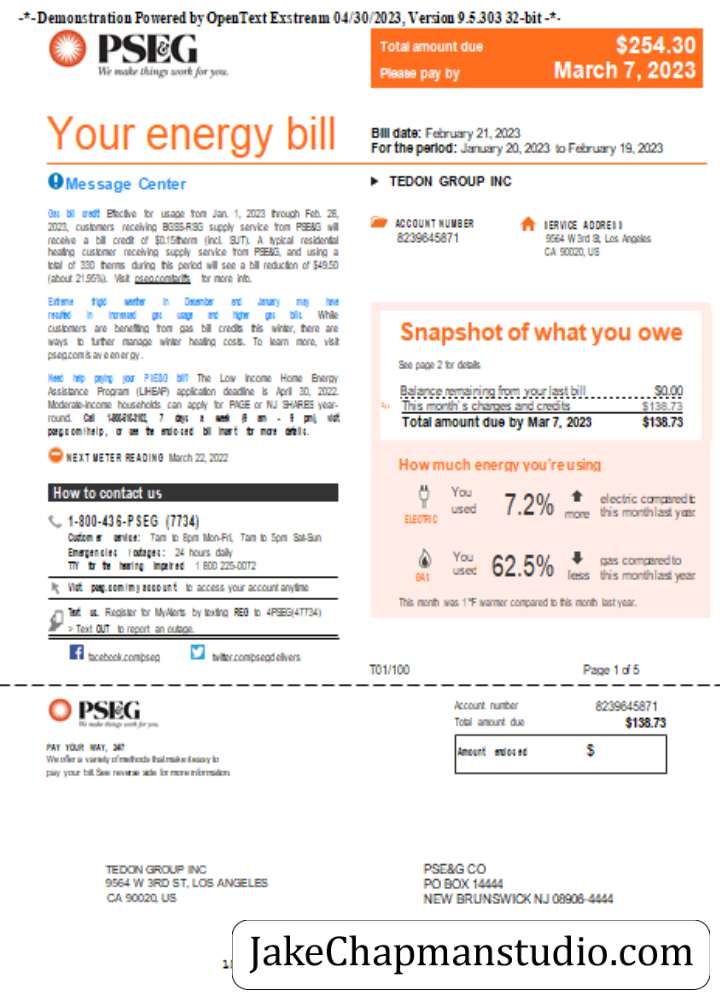 -*- Demonstration Powered by OpenText Exstream 04/30/2023, Version 9.5.303 32-bit -*-
PSE&G
We make things work for you.
Total amount due $254.30
Please pay by March 7, 2023
Your energy bill
Bill date: February 21, 2023
For the period: January 20, 2023 to February 19, 2023
Message Center
Gas bill credit Effective for usage from Jan. 1, 2023 through Feb. 28,
2023, customers receiving BGSS-RSG supply service from PSE&G will
receive a bill credit of $0.15/therm (incl. SUT). A typical residential
heating customer receiving supply service from PSE&G, and using a
total of 330 therms during this period will see a bill reduction of $49.50
(about 21.95%). Visit pseg.com/tariffs for more info.
Extreme frigid weather in December and January may have
resulted in increased gas usage and higher gas bills. While
customers are benefiting from gas bill credits this winter, there are
ways to further manage winter heating costs. To learn more, visit
pseg.com/saveenergy.
Need help paying your PSE&G bill? The Low Income Home Energy
Assistance Program (LIHEAP) application deadline is April 30, 2022.
Moderate-income households can apply for PAGE or NJ SHARES year-
round. Call 7 days a week visit
pseg.com/help, or see the enclosed bill insert for more details.
NEXT METER READING March 22, 2022
How to contact us
1-800-436-PSEG (7734)
Customer service: 7am to 8pm Mon-Fri, 7am to 5pm Sat-Sun
Emergencies / outages: 24 hours daily
TTY for the hearing impaired 1 800 225-0072
Visit pseg.com/myaccount to access your account anytime
Text us. Register for MyAlerts by texting REG to 4PSEG(47734)
> Text OUT to report an outage.
facebook.com/pseg
twitter.com/psegdelivers
TEDON GROUP INC
ACCOUNT NUMBER
8239645871
SERVICE ADDRESS
9564 W 3rd St, Los Angeles
CA 90020, US
Snapshot of what you owe
See page 2 for details
Balance remaining from your last bill $0.00
This month's charges and credits $138.73
Total amount due by Mar 7, 2023 $138.73
How much energy you're using
ELECTRIC
You used 7.2% more electric compared to this month last year
GAS
You used 62.5% less gas compared to this month last year
This month was 1 °F warmer compared to this month last year.
T01/100
Page 1 of 5
PSE&G
We make things work for you.
PAY YOUR WAY, 24/7
We offer a variety of methods that make it easy to
pay your bill. See reverse side for more information.
Account number 8239645871
Total amount due $138.73
Amount enclosed $
TEDON GROUP INC
9564 W 3RD ST, LOS ANGELES
CA 90020, US
PSE&G CO
PO BOX 14444
NEW BRUNSWICK NJ 08906-4444
JakeChapmanstudio.com